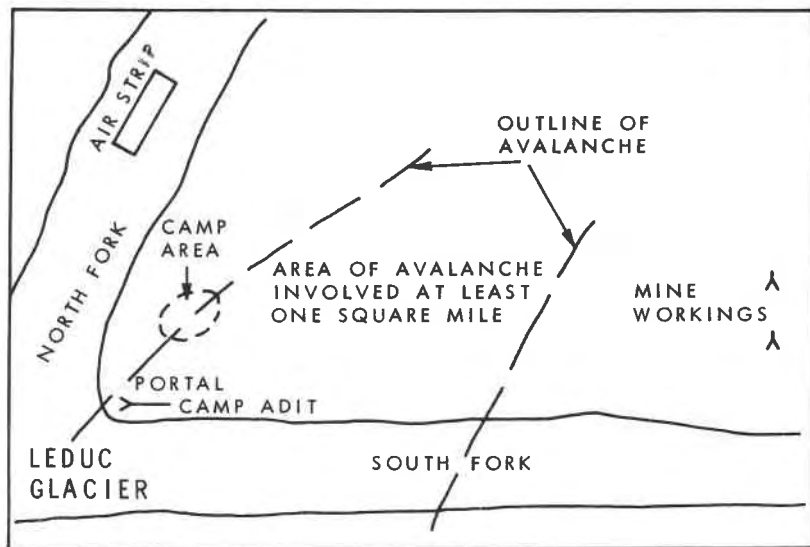 AIR STRIP
OUTLINE OF
AVALANCHE
CAMP
AREA
NORTH FORK
AREA OF AVALANCHE
INVOLVED AT LEAST
ONE SQUARE MILE
MINE
WORKINGS
PORTAL
CAMP ADIT
LEDUC
GLACIER
SOUTH FORK